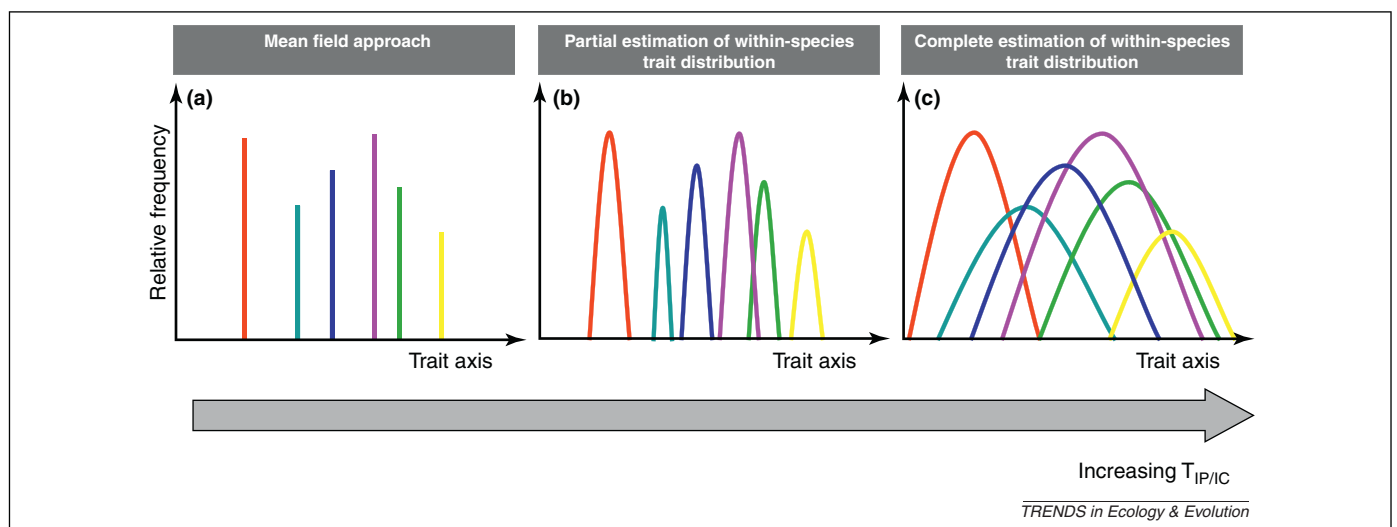 Mean field approach
Partial estimation of within-species
trait distribution
Complete estimation of within-species
trait distribution
(a)
(b)
(c)
Relative frequency
Trait axis
Trait axis
Trait axis
Increasing T_IP/IC
TRENDS in Ecology & Evolution